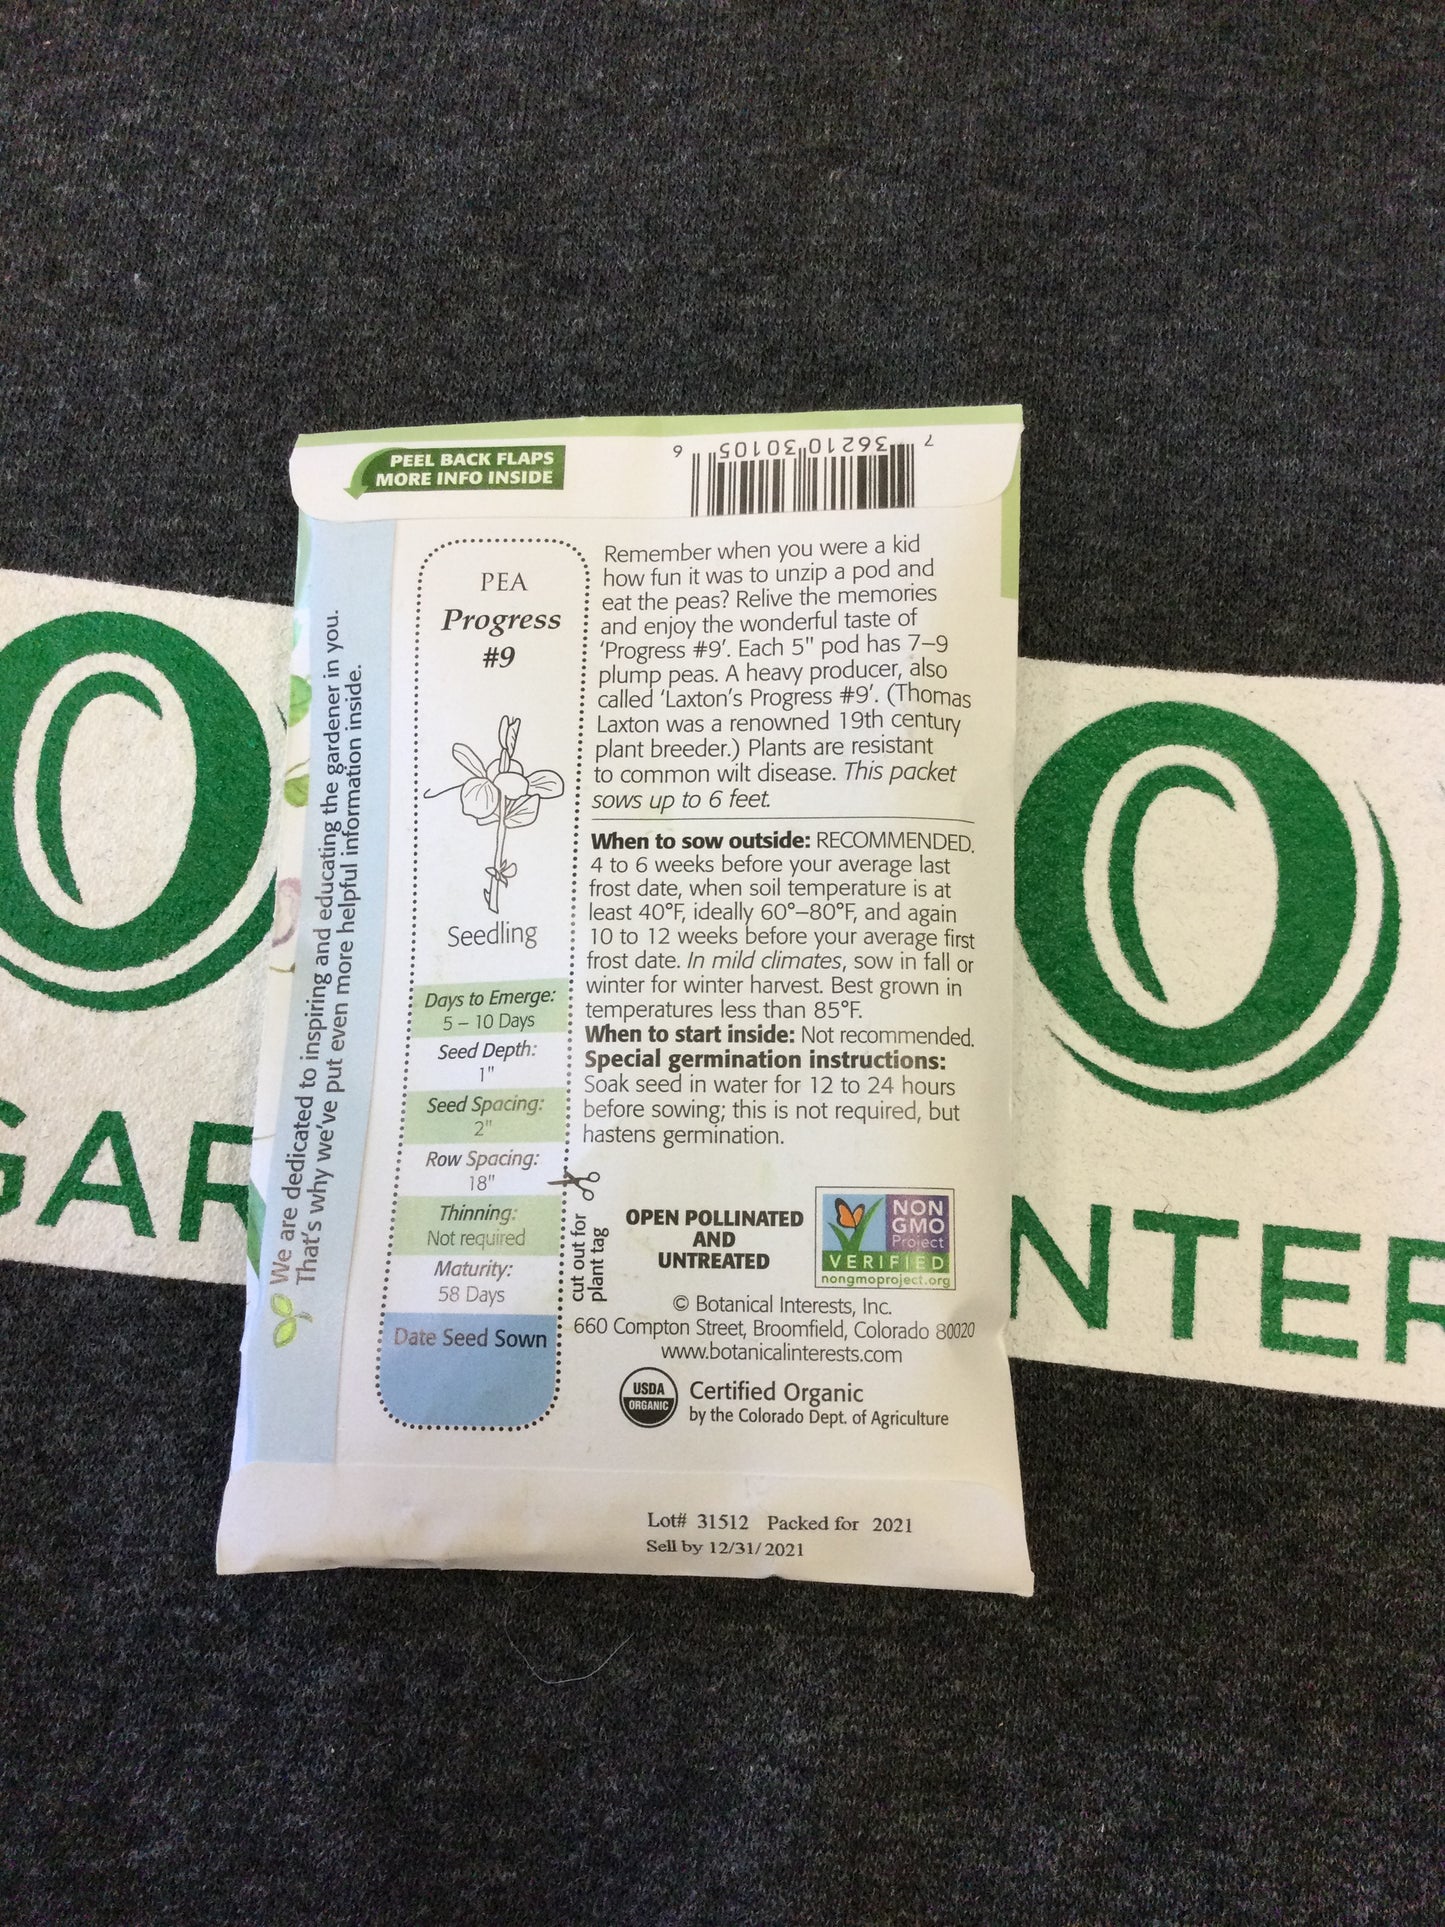 PEEL BACK FLAPS
MORE INFO INSIDE
7 36210 30105 6
We are dedicated to inspiring and educating the gardener in you.
That's why we've put even more helpful information inside.
PEA
Progress
#9
Seedling
Days to Emerge:
5 – 10 Days
Seed Depth:
1"
Seed Spacing:
2"
Row Spacing:
18"
Thinning:
Not required
Maturity:
58 Days
Date Seed Sown
cut out for
plant tag
Remember when you were a kid
how fun it was to unzip a pod and
eat the peas? Relive the memories
and enjoy the wonderful taste of
'Progress #9'. Each 5" pod has 7–9
plump peas. A heavy producer, also
called 'Laxton's Progress #9'. (Thomas
Laxton was a renowned 19th century
plant breeder.) Plants are resistant
to common wilt disease. This packet
sows up to 6 feet.
When to sow outside: RECOMMENDED.
4 to 6 weeks before your average last
frost date, when soil temperature is at
least 40°F, ideally 60°–80°F, and again
10 to 12 weeks before your average first
frost date. In mild climates, sow in fall or
winter for winter harvest. Best grown in
temperatures less than 85°F.
When to start inside: Not recommended.
Special germination instructions:
Soak seed in water for 12 to 24 hours
before sowing; this is not required, but
hastens germination.
OPEN POLLINATED
AND
UNTREATED
NON
GMO
Project
VERIFIED
nongmoproject.org
© Botanical Interests, Inc.
660 Compton Street, Broomfield, Colorado 80020
www.botanicalinterests.com
USDA
ORGANIC
Certified Organic
by the Colorado Dept. of Agriculture
Lot# 31512 Packed for 2021
Sell by 12/31/2021
O O
GAR NTER